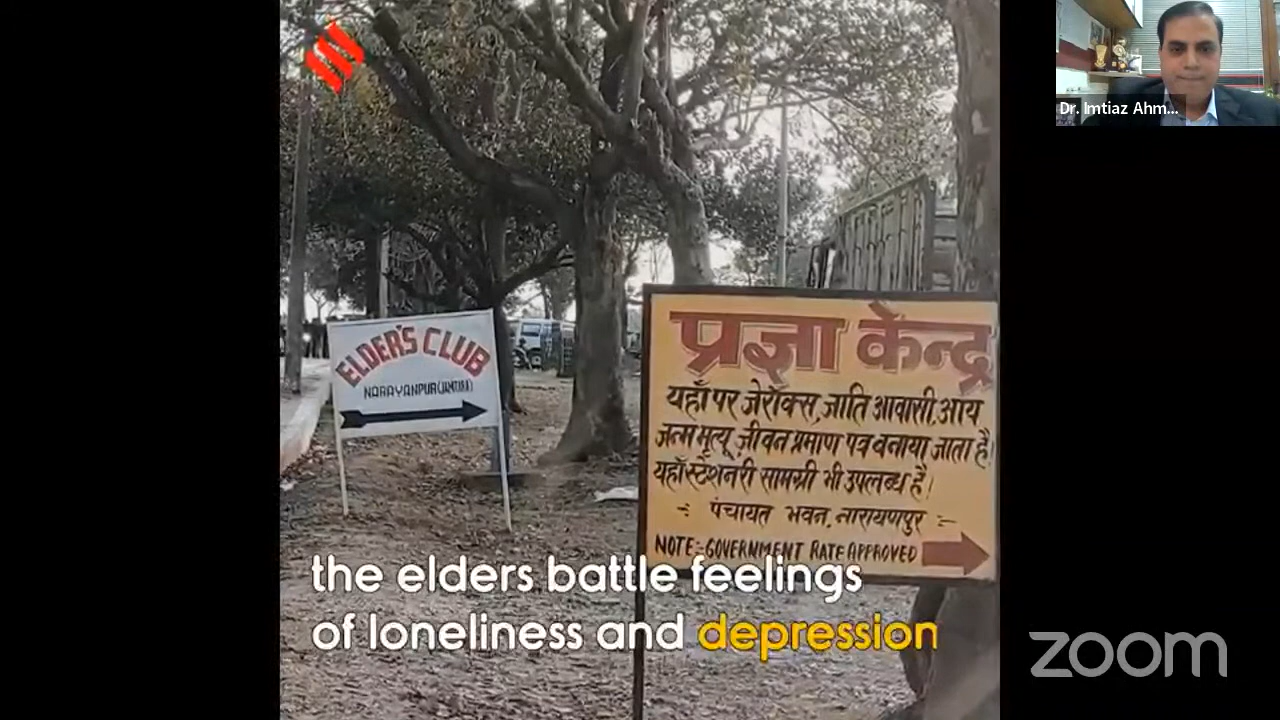 Dr. Imtiaz Ahm...
ELDER'S CLUB
NARAYANPUR(JAMTARA)
प्रज्ञा केन्द्र
यहाँ पर जेरॉक्स, जाति आवासी, आय
जन्म मृत्यू जीवन प्रमाण पत्र बनाया जाता है।
यहाँ स्टेशनरी सामग्री भी उपलब्ध है।
पंचायत भवन, नारायणपुर
NOTE:- GOVERNMENT RATE APPROVED
the elders battle feelings
of loneliness and depression
zoom